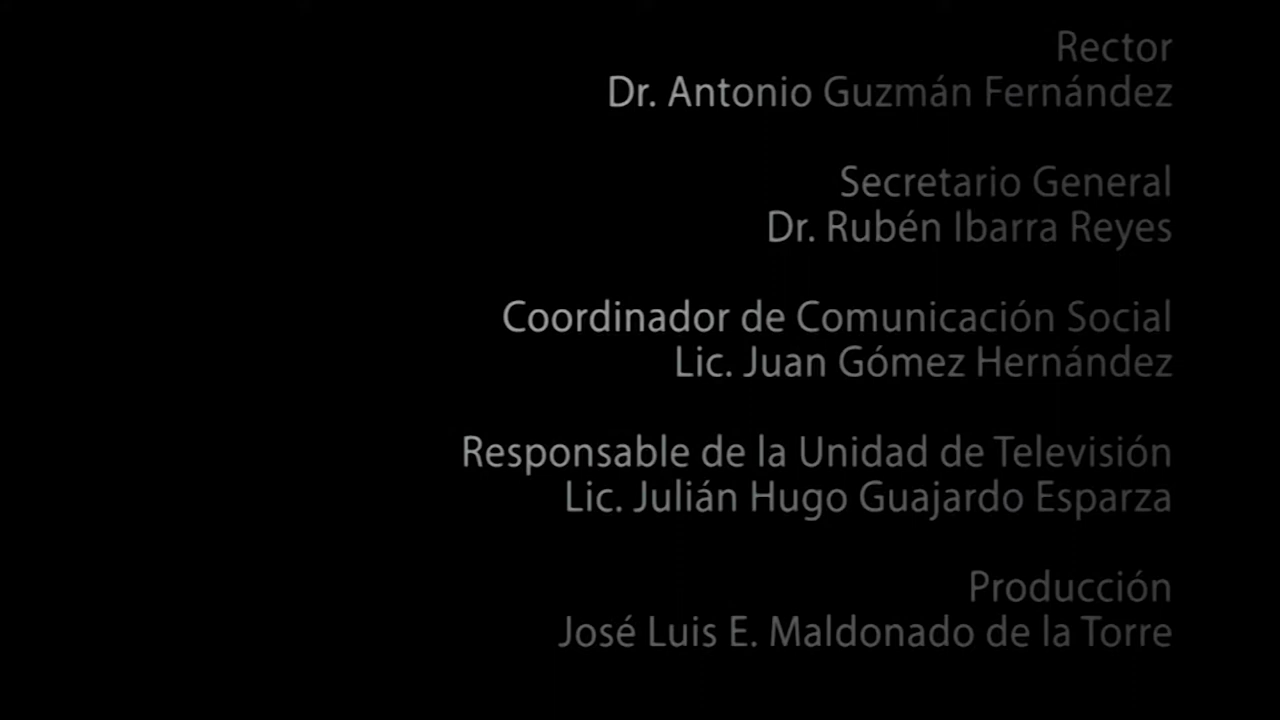 Rector
Dr. Antonio Guzmán Fernández
Secretario General
Dr. Rubén Ibarra Reyes
Coordinador de Comunicación Social
Lic. Juan Gómez Hernández
Responsable de la Unidad de Televisión
Lic. Julián Hugo Guajardo Esparza
Producción
José Luis E. Maldonado de la Torre